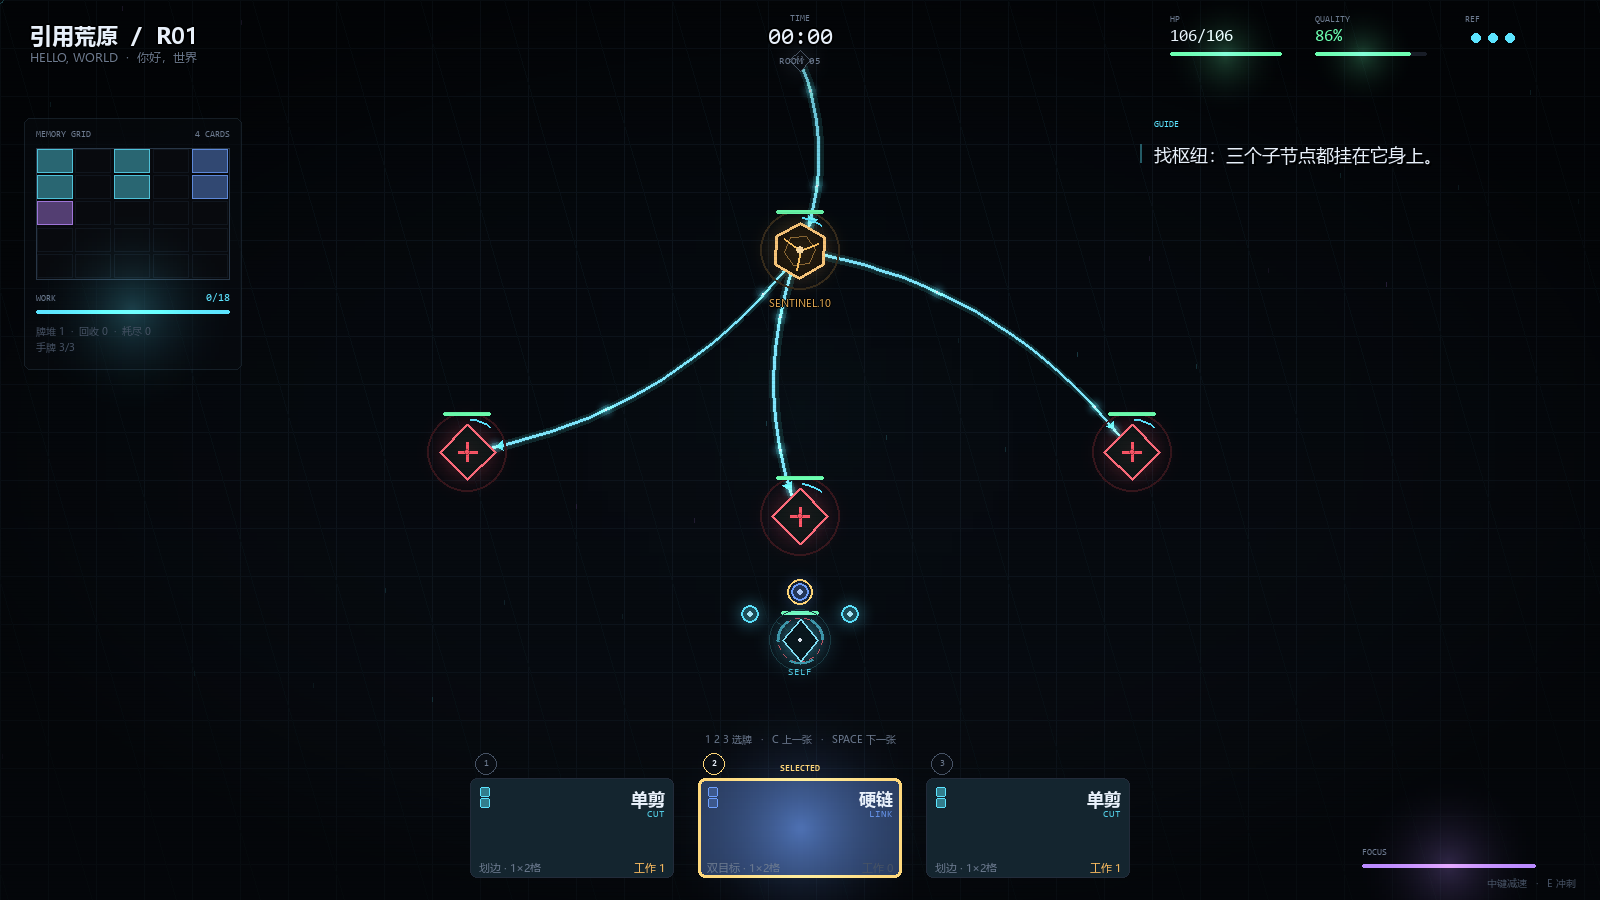 引用荒原 / R01
HELLO, WORLD · 你好, 世界
TIME
00:00
ROOM 05
HP
106/106
QUALITY
86%
REF
GUIDE
找枢纽：三个子节点都挂在它身上。
MEMORY GRID
4 CARDS
WORK
0/18
牌堆 1 · 回收 0 · 耗尽 0
手牌 3/3
SENTINEL.10
SELF
1 2 3 选牌 · C 上一张 · SPACE 下一张
1
单剪
CUT
划边 · 1×2格
工作 1
2
SELECTED
硬链
LINK
双目标 · 1×2格
工作 0
3
单剪
CUT
划边 · 1×2格
工作 1
FOCUS
中键减速 · E 冲刺